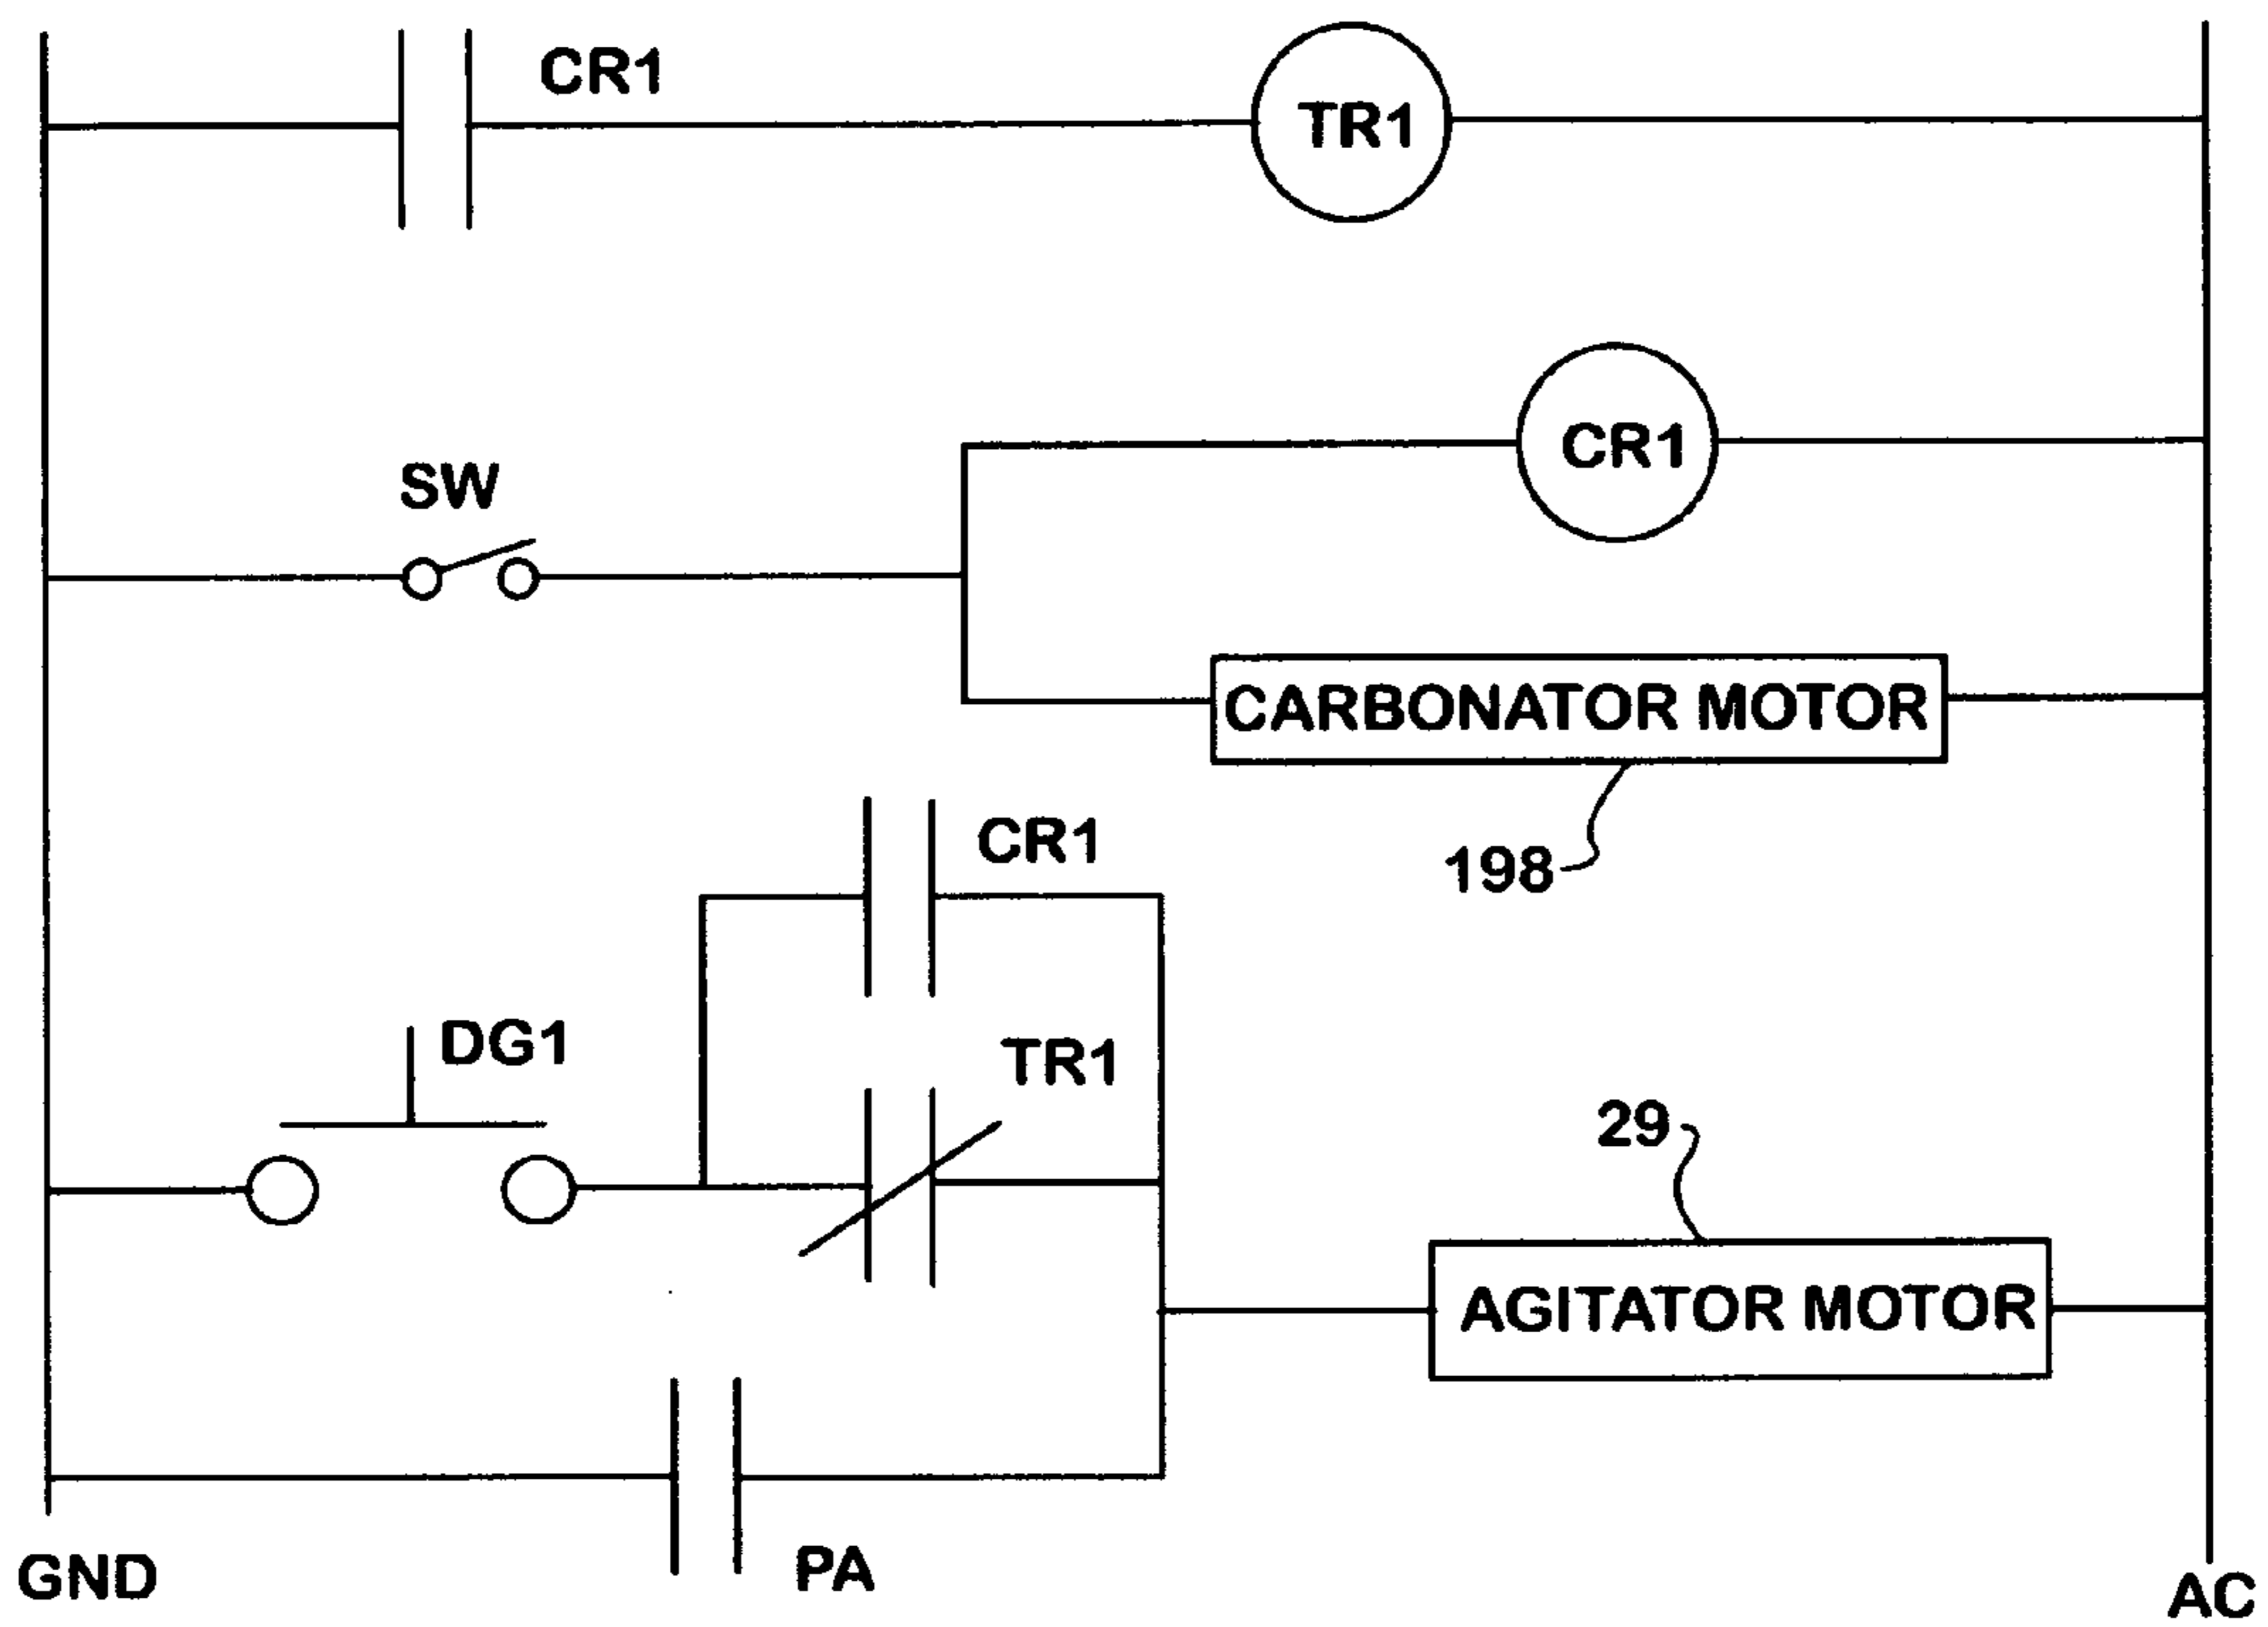 CR1
TR1
CR1
SW
CARBONATOR MOTOR
198
CR1
DG1
TR1
29
AGITATOR MOTOR
PA
GND
AC